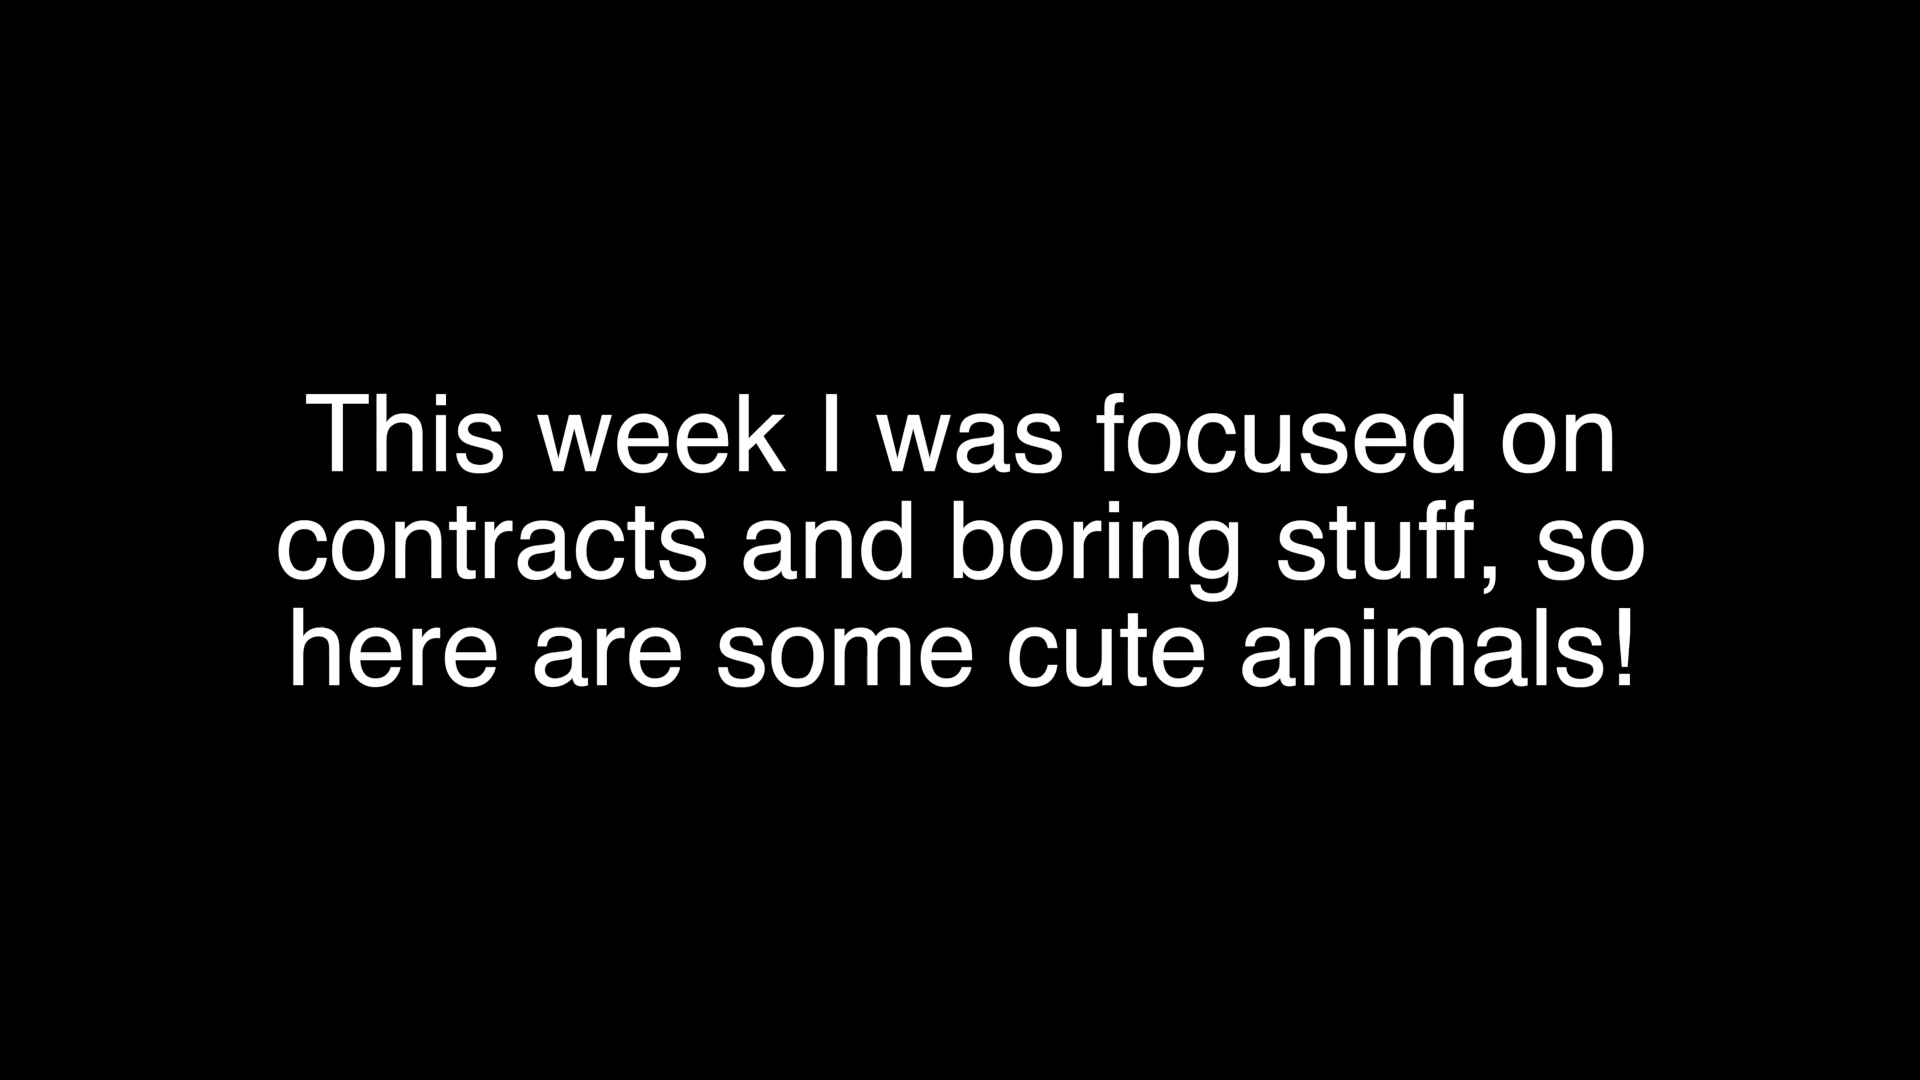 This week I was focused on
contracts and boring stuff, so
here are some cute animals!